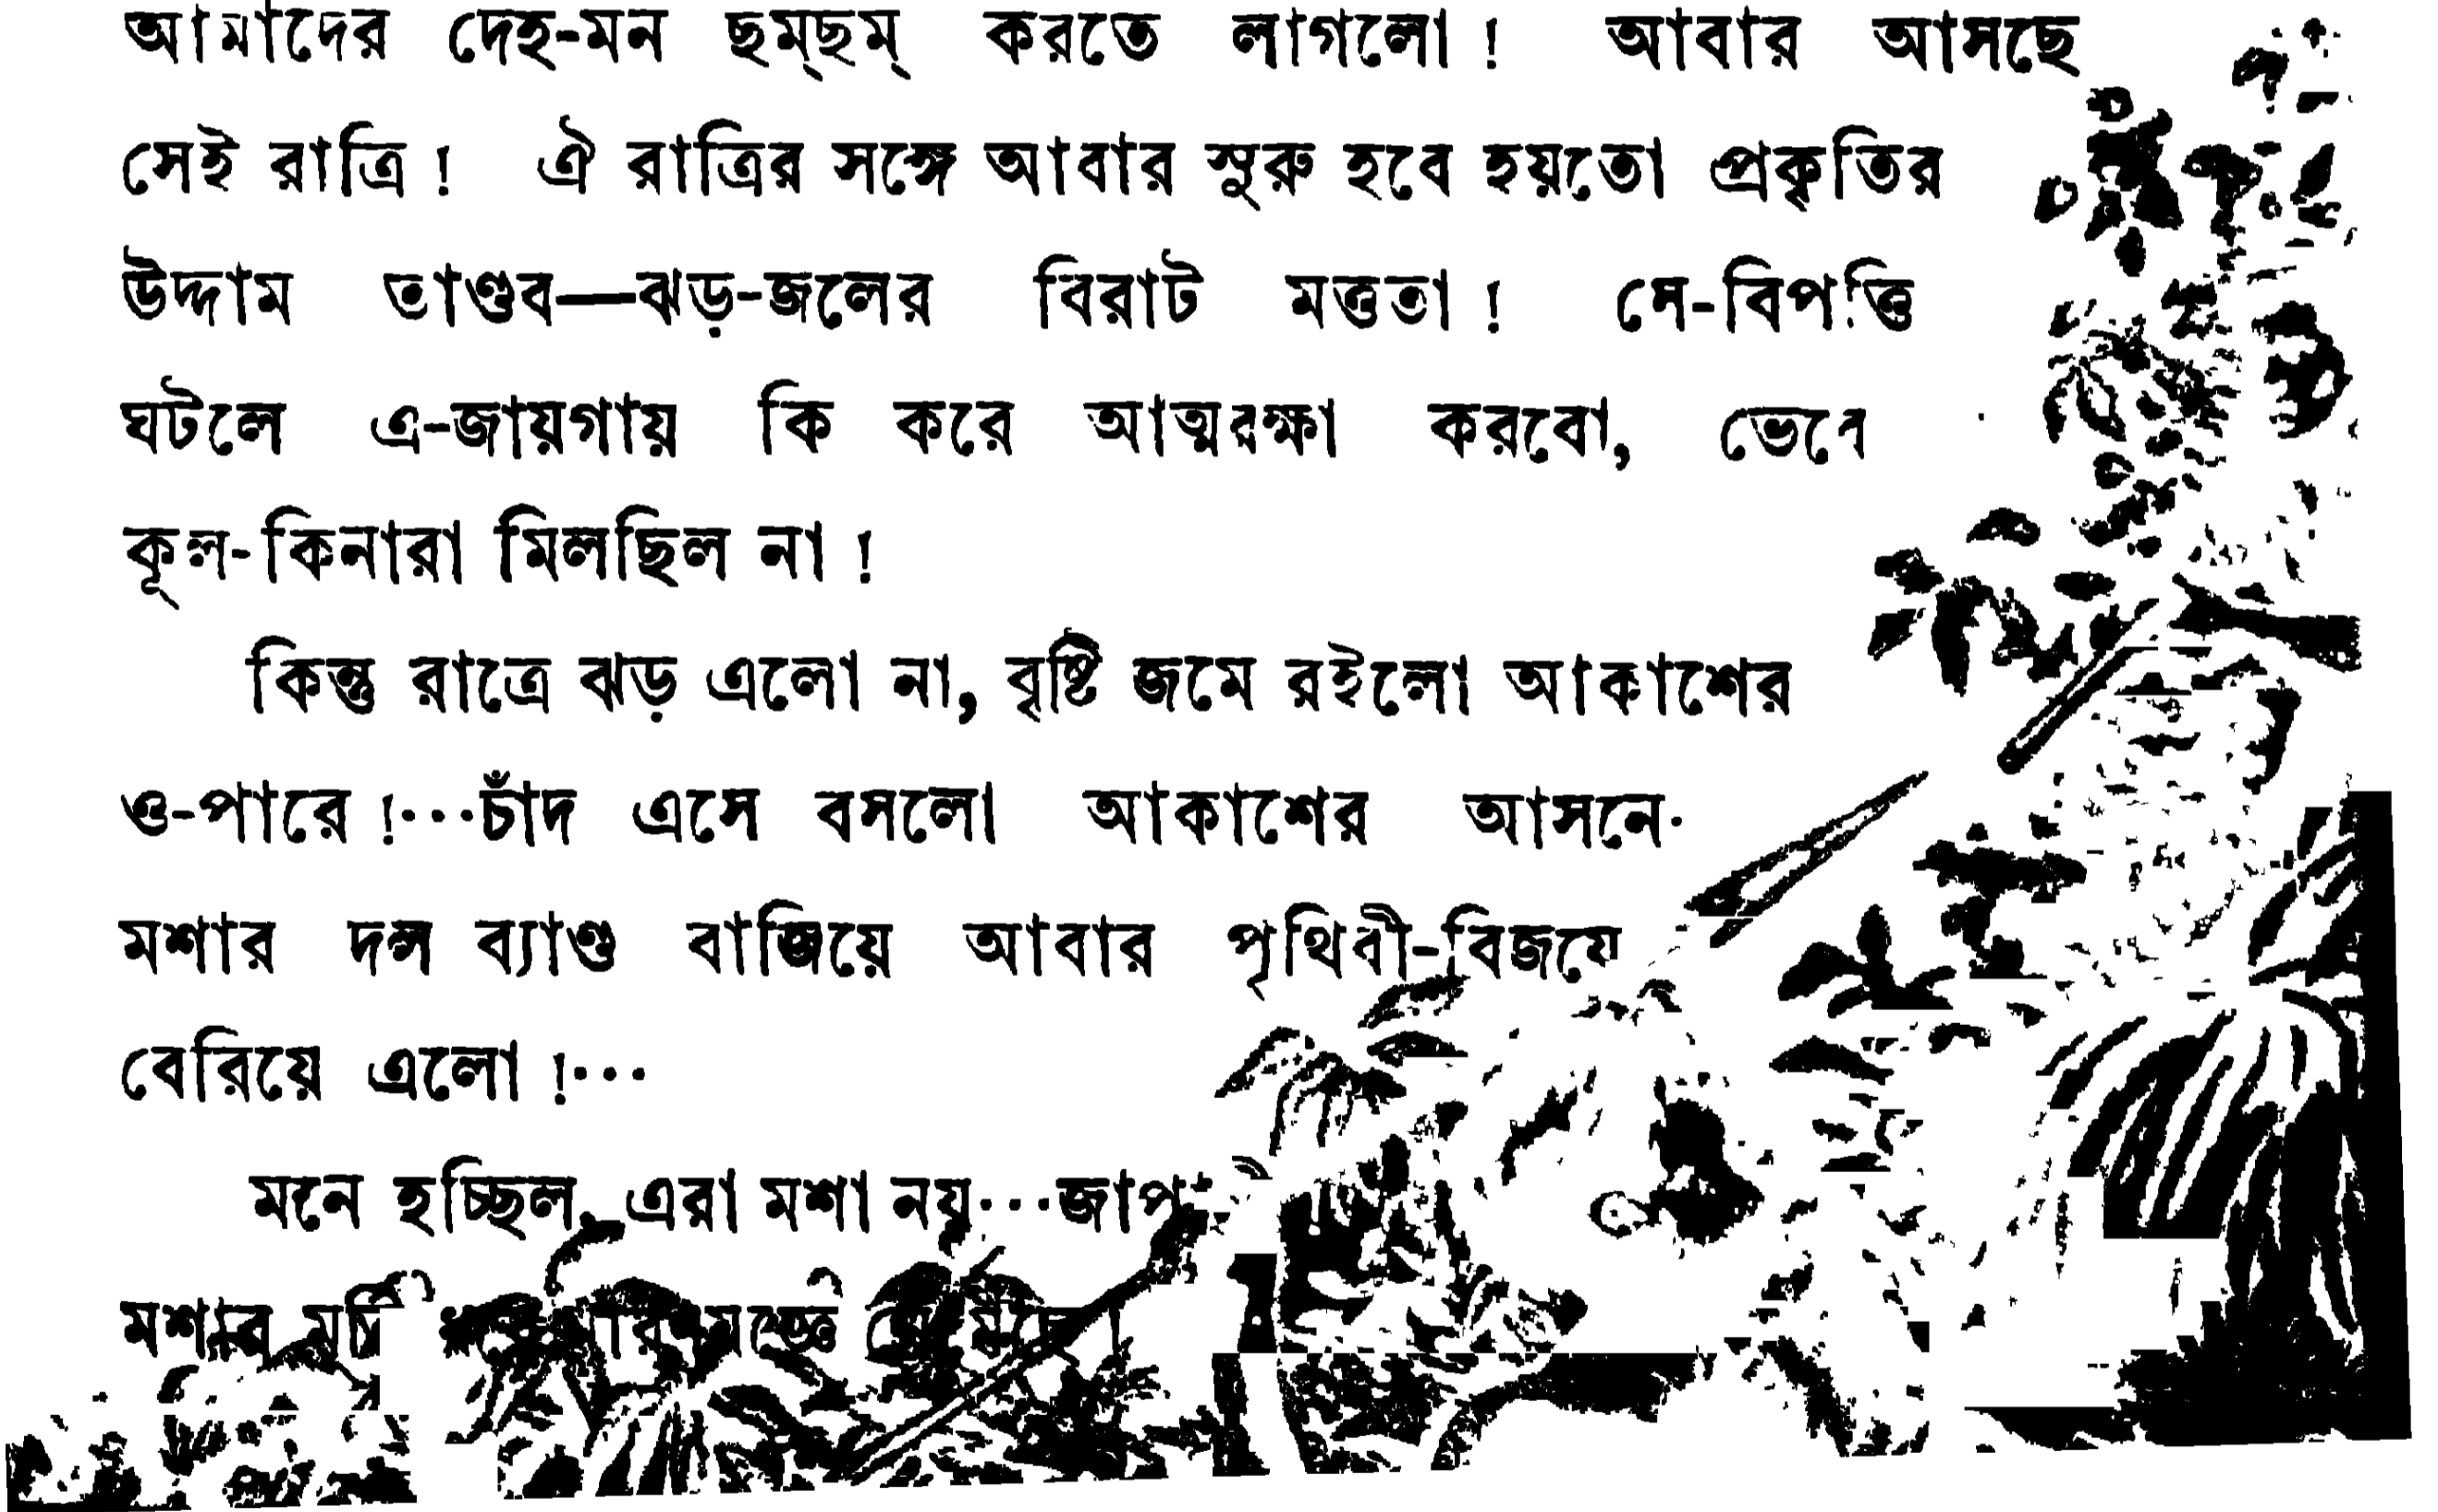 আমাদের দেহ-মন ছম্‌ছম্‌ করতে লাগলো! আবার আসছে
সেই রাত্রি! ঐ রাত্রির সঙ্গে আবার সুরু হবে হয়তো প্রকৃতির
উদ্দাম তাণ্ডব—ঝড়-জলের বিরাট মত্ততা! সে-বিপত্তি
ঘটলে এ-জায়গায় কি করে আত্মরক্ষা করবো, ভেবে
কূল-কিনারা মিলছিল না!
কিন্তু রাত্রে ঝড় এলো না, বৃষ্টি জমে রইলো আকাশের
ও-পারে!···চাঁদ এসে বসলো আকাশের আসনে·
মশার দল ব্যাণ্ড বাজিয়ে আবার পৃথিবী-বিজয়ে
বেরিয়ে এলো!···
মনে হচ্ছিল, এরা মশা নয়···জাপানী
মশার মূর্তি